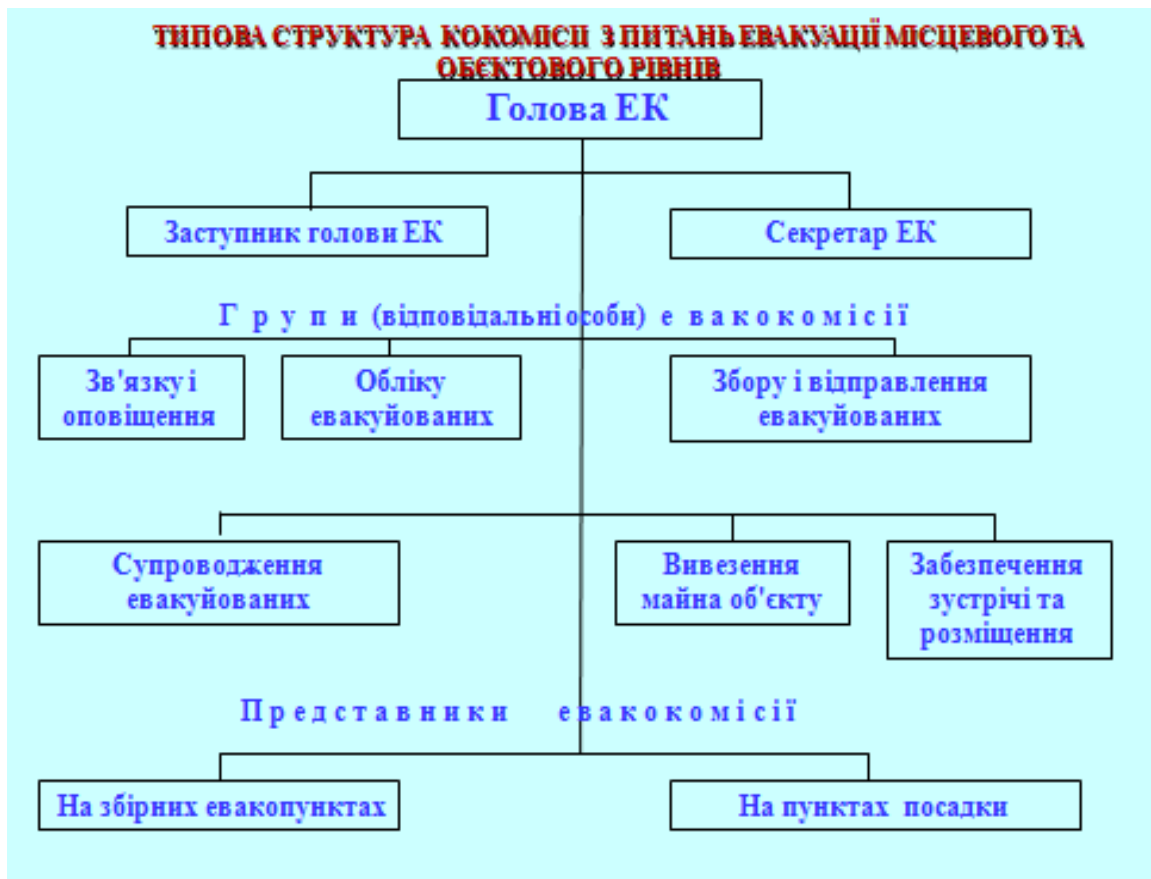 ТИПОВА СТРУКТУРА КОКОМІСІІ З ПИТАНЬ ЕВАКУАЦІЇ МІСЦЕВОГО ТА
ОБЄКТОВОГО РІВНІВ
Голова ЕК
Заступник голови ЕК
Секретар ЕК
Г р у п и (відповідальні особи) е в а к о к о м і с і ї
Зв'язку і
оповіщення
Обліку
евакуйованих
Збору і відправлення
евакуйованих
Супроводження
евакуйованих
Вивезення
майна об'єкту
Забезпечення
зустрічі та
розміщення
П р е д с т а в н и к и е в а к о к о м і с і ї
На збірних евакопунктах
На пунктах посадки